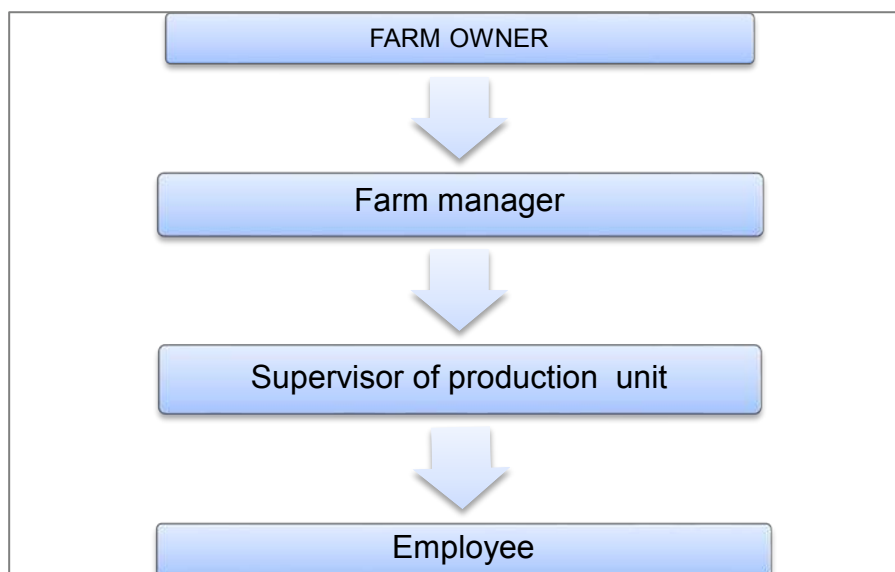 FARM OWNER
Farm manager
Supervisor of production unit
Employee